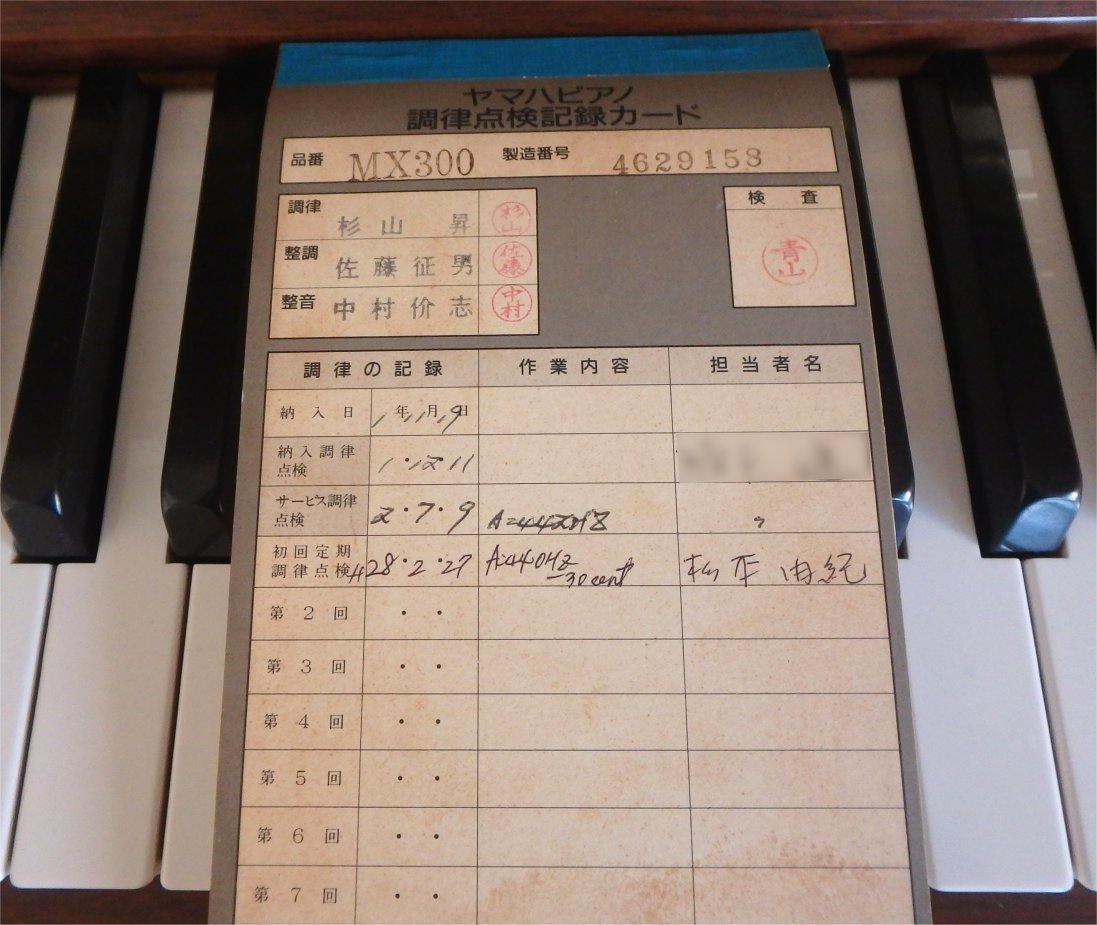 ヤマハピアノ
調律点検記録カード
品番 MX300 製造番号 4629158
調律 杉山 昇 杉山
整調 佐藤征男 佐藤
整音 中村价志 中村
検査
青山
調律の記録 作業内容 担当者名
納入日 1年11月19日
納入調律点検 1・12 11
サービス調律点検 2・7・9 A=442HZ 〃
初回定期調律点検 H28・2・27 A=440HZ -30cent 松平 由紀
第2回 ・・
第3回 ・・
第4回 ・・
第5回 ・・
第6回 ・・
第7回 ・・